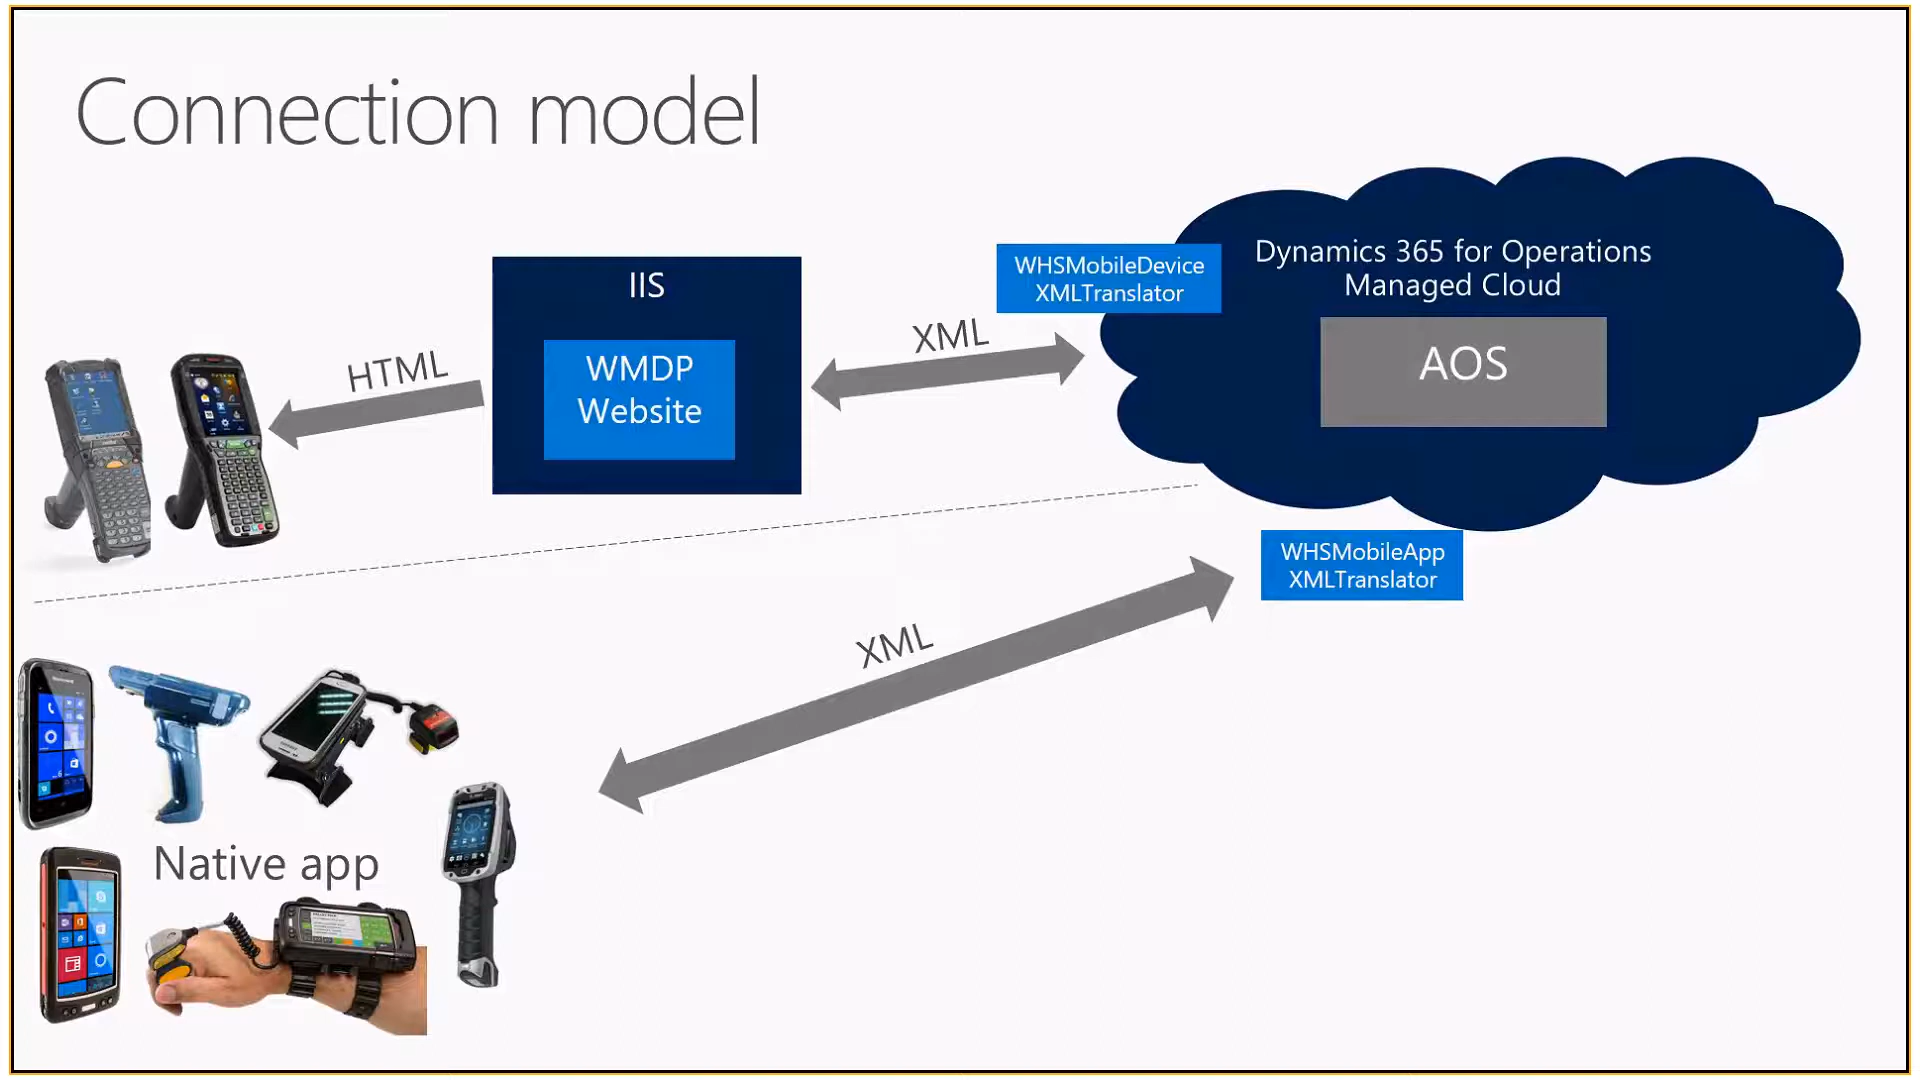 Connection model
Dynamics 365 for Operations
Managed Cloud
AOS
WHSMobileDevice
XMLTranslator
IIS
WMDP
Website
HTML
XML
WHSMobileApp
XMLTranslator
XML
Native app